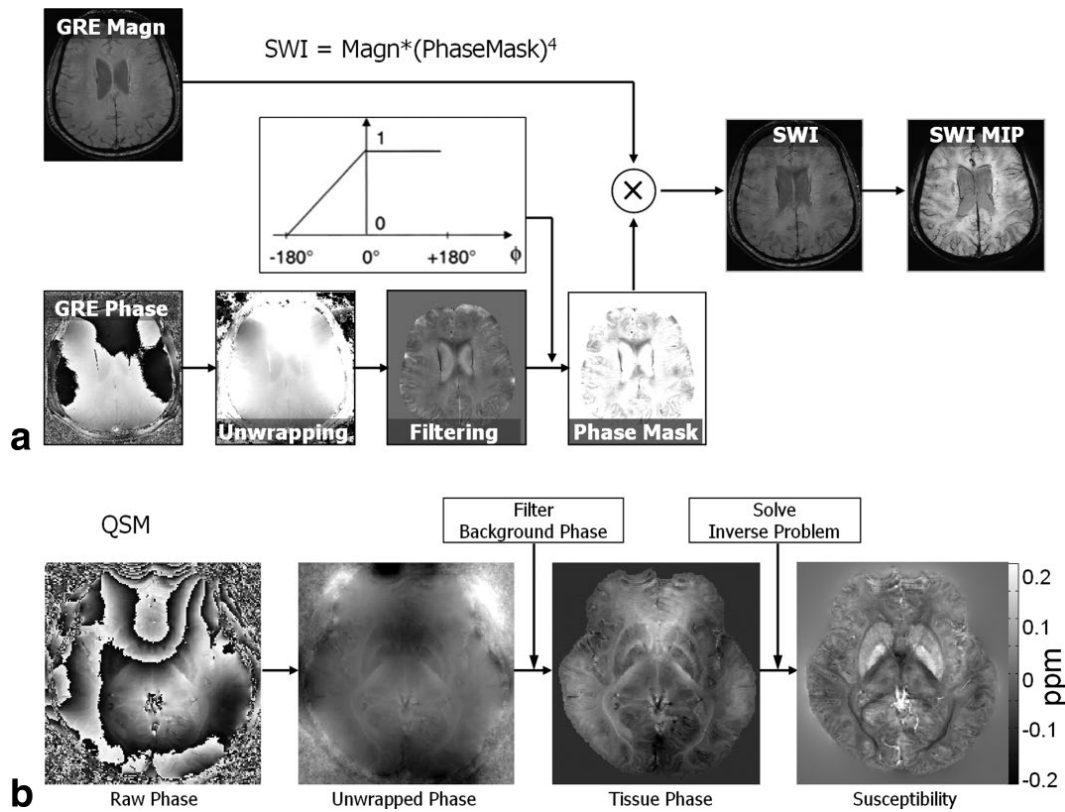 GRE Magn
SWI = Magn*(PhaseMask)⁴
1
0
-180°
0°
+180°
ϕ
SWI
SWI MIP
GRE Phase
Unwrapping
Filtering
Phase Mask
a
QSM
Filter
Background Phase
Solve
Inverse Problem
0.2
0.1
0
-0.1
-0.2
ppm
b
Raw Phase
Unwrapped Phase
Tissue Phase
Susceptibility